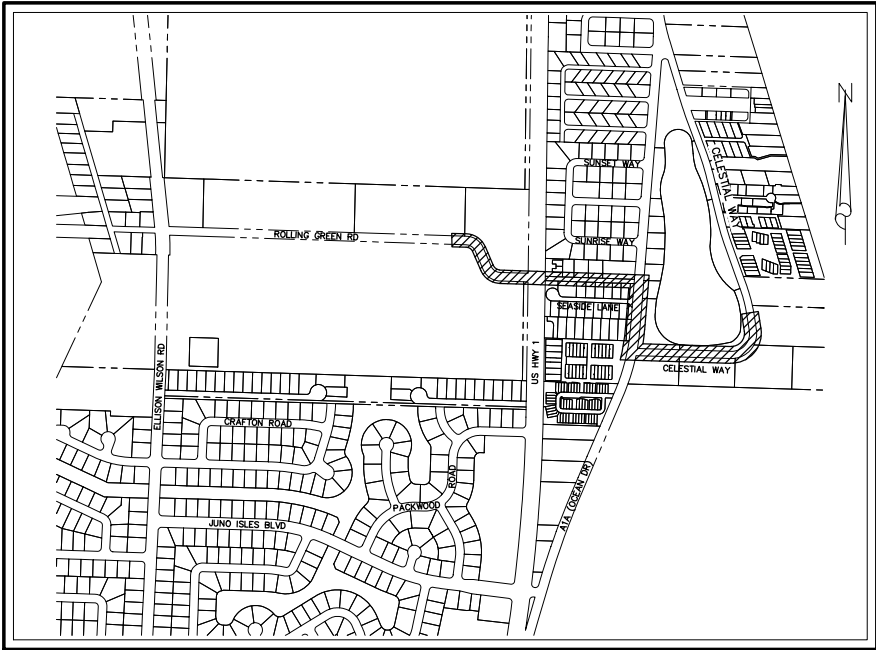 N
SUNSET WAY
CELESTIAL WAY
ROLLING GREEN RD
SUNRISE WAY
SEASIDE LANE
US HWY 1
ELLISON WILSON RD
CELESTIAL WAY
CRAFTON ROAD
ROAD
PACKWOOD
A1A (OCEAN DR)
JUNO ISLES BLVD